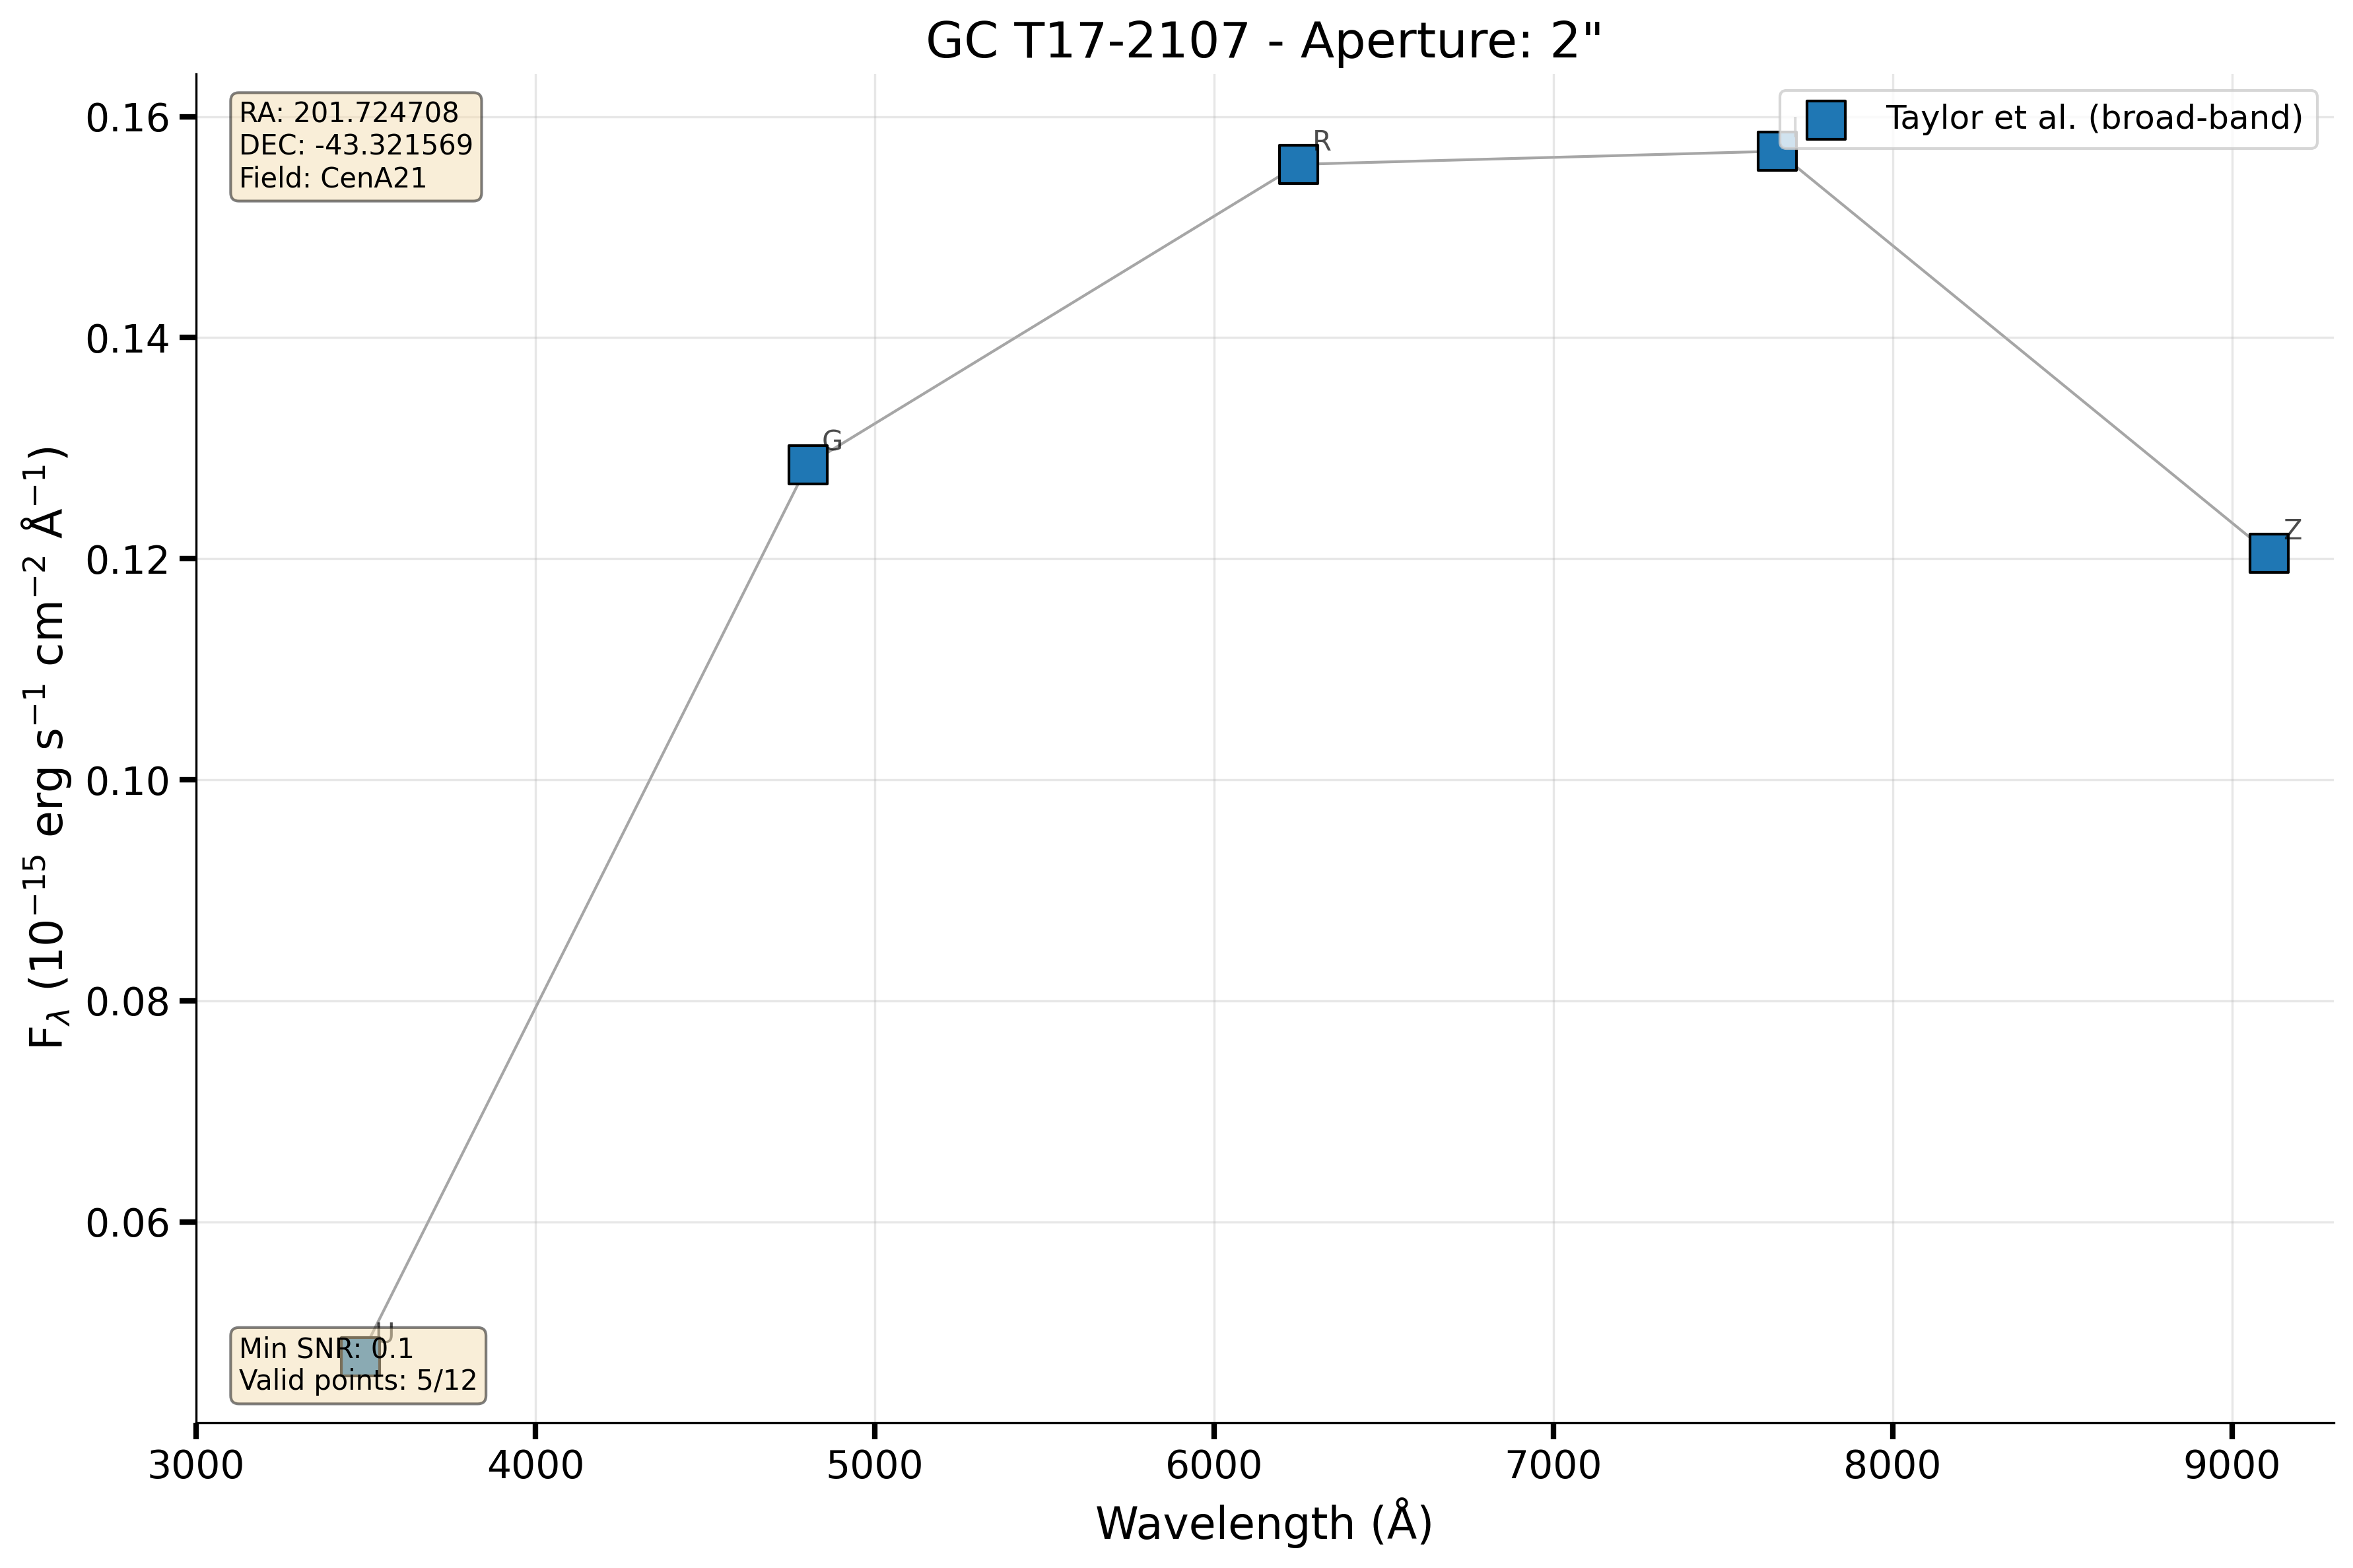 GC T17-2107 - Aperture: 2"
RA: 201.724708
DEC: -43.321569
Field: CenA21
Taylor et al. (broad-band)
0.16
0.14
0.12
0.10
0.08
0.06
F_λ (10⁻¹⁵ erg s⁻¹ cm⁻² Å⁻¹)
R
G
Z
U
Min SNR: 0.1
Valid points: 5/12
3000 4000 5000 6000 7000 8000 9000
Wavelength (Å)